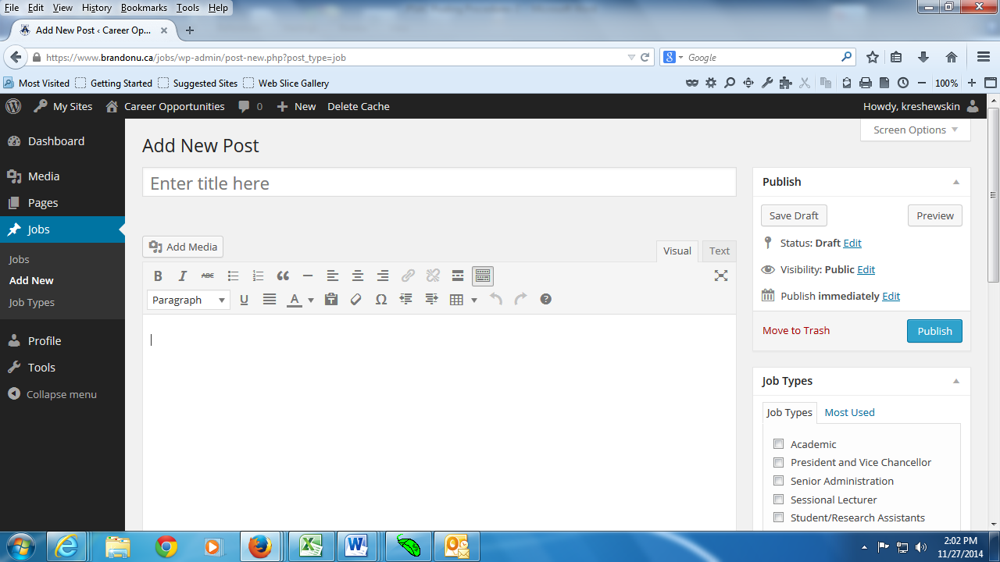 File Edit View History Bookmarks Tools Help
Add New Post ‹ Career Op...
https://www.brandonu.ca/jobs/wp-admin/post-new.php?post_type=job
Google
Most Visited Getting Started Suggested Sites Web Slice Gallery 100%
My Sites Career Opportunities 0 New Delete Cache Howdy, kreshewskin
Screen Options
Dashboard
Media
Pages
Jobs
Jobs
Add New
Job Types
Profile
Tools
Collapse menu
Add New Post
Enter title here
Add Media
Visual Text
B I ABC
Paragraph U A Ω ?
Publish
Save Draft Preview
Status: Draft Edit
Visibility: Public Edit
Publish immediately Edit
Move to Trash Publish
Job Types
Job Types Most Used
Academic
President and Vice Chancellor
Senior Administration
Sessional Lecturer
Student/Research Assistants
2:02 PM
11/27/2014